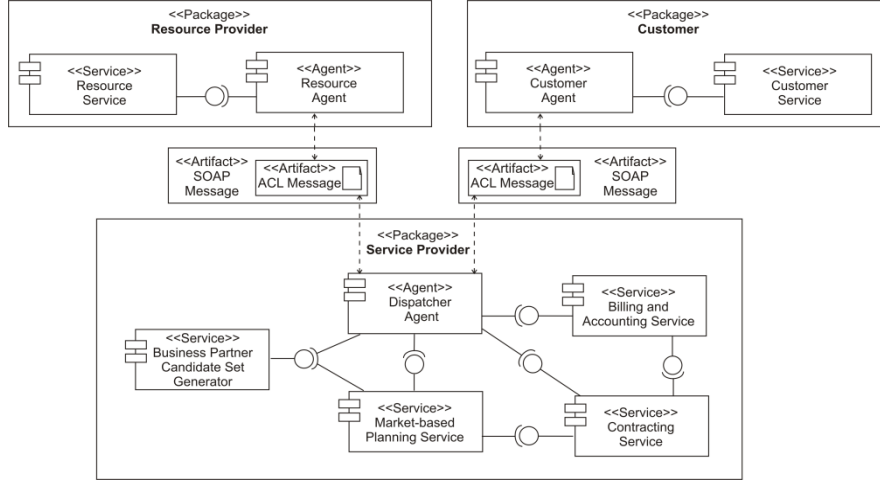 <<Package>>
Resource Provider
<<Service>>
Resource
Service
<<Agent>>
Resource
Agent
<<Package>>
Customer
<<Agent>>
Customer
Agent
<<Service>>
Customer
Service
<<Artifact>>
SOAP
Message
<<Artifact>>
ACL Message
<<Artifact>>
ACL Message
<<Artifact>>
SOAP
Message
<<Package>>
Service Provider
<<Agent>>
Dispatcher
Agent
<<Service>>
Billing and
Accounting Service
<<Service>>
Business Partner
Candidate Set
Generator
<<Service>>
Market-based
Planning Service
<<Service>>
Contracting
Service